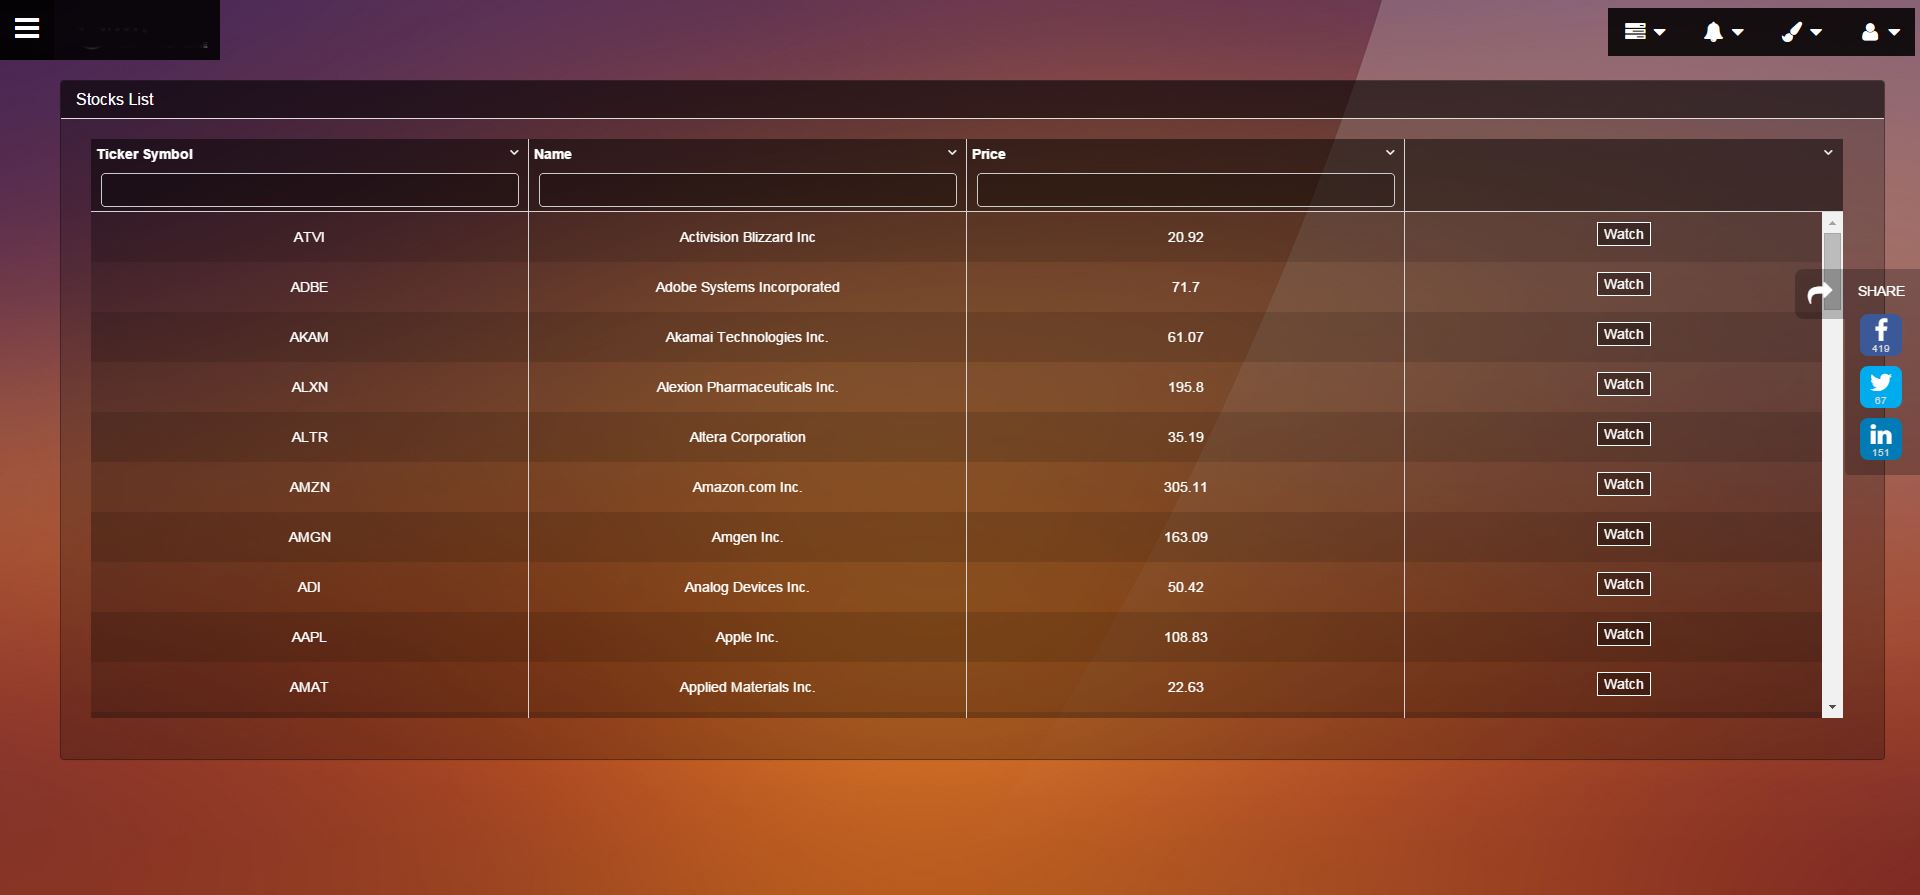 Stocks List
Ticker Symbol Name Price
ATVI Activision Blizzard Inc 20.92 Watch
ADBE Adobe Systems Incorporated 71.7 Watch
SHARE
AKAM Akamai Technologies Inc. 61.07 Watch
419
ALXN Alexion Pharmaceuticals Inc. 195.8 Watch
67
ALTR Altera Corporation 35.19 Watch
in
151
AMZN Amazon.com Inc. 305.11 Watch
AMGN Amgen Inc. 163.09 Watch
ADI Analog Devices Inc. 50.42 Watch
AAPL Apple Inc. 108.83 Watch
AMAT Applied Materials Inc. 22.63 Watch